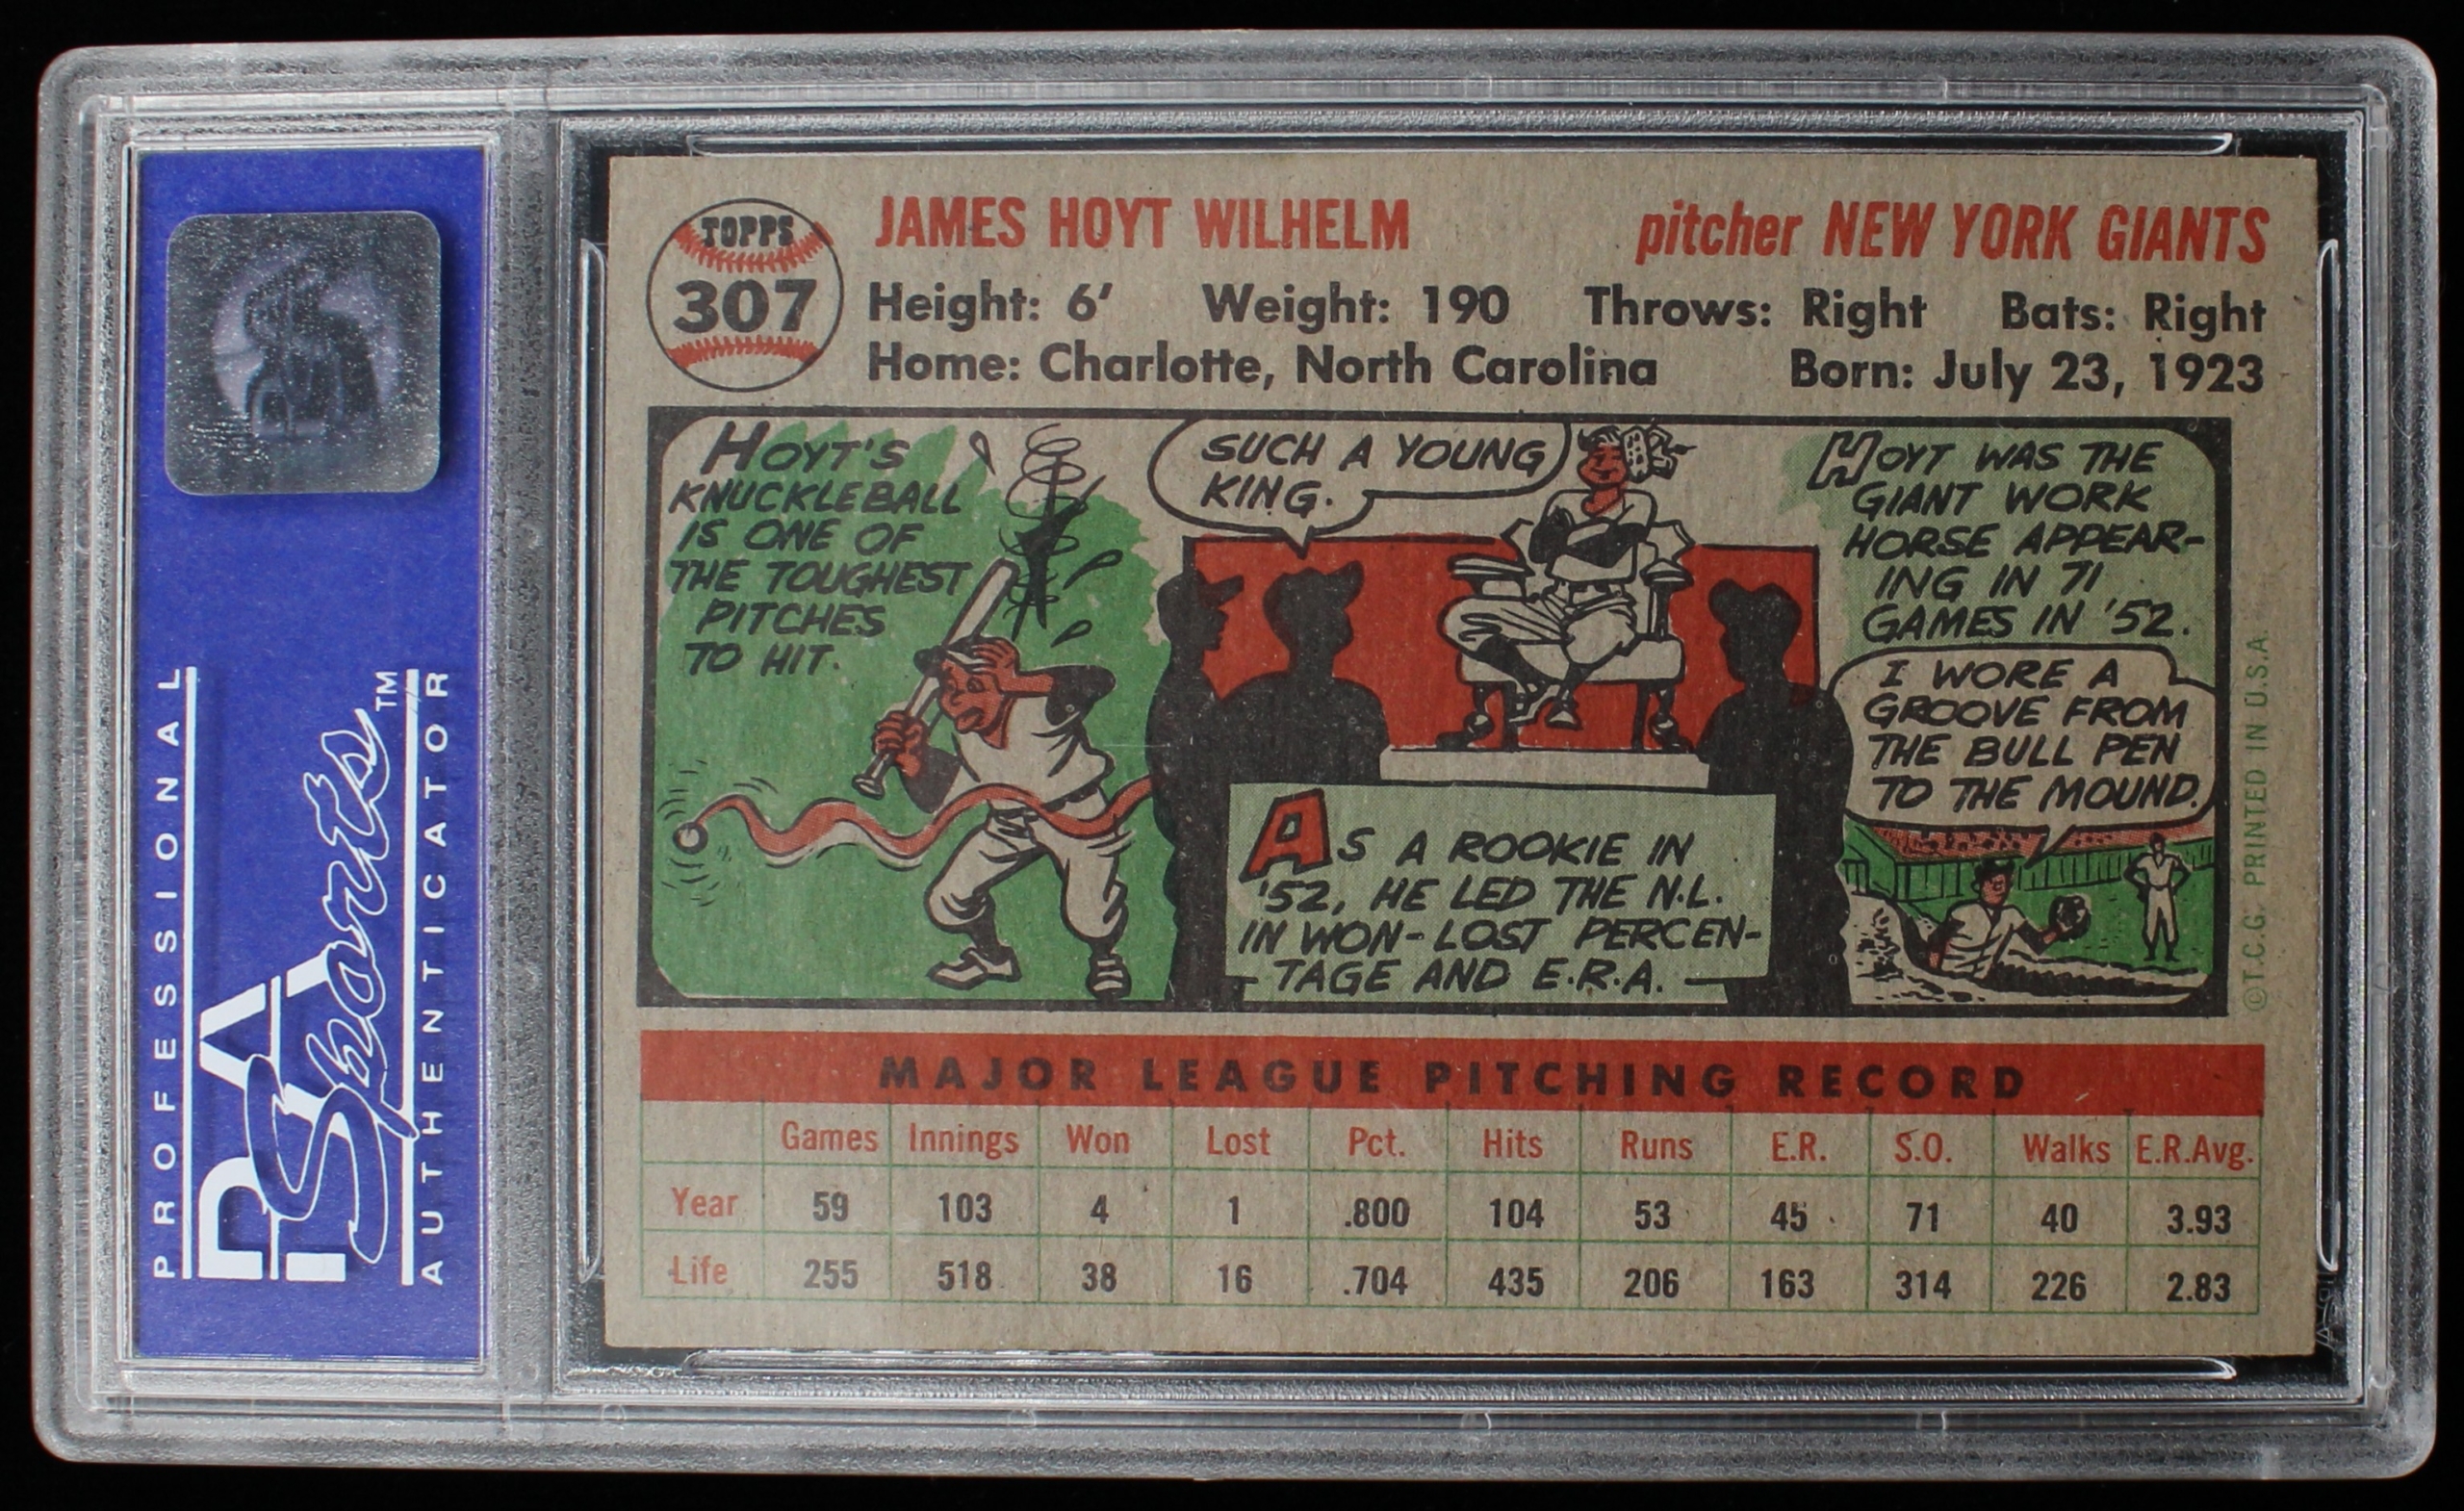 PROFESSIONAL
PSA
Sports™
AUTHENTICATOR
TOPPS
307
JAMES HOYT WILHELM
pitcher NEW YORK GIANTS
Height: 6' Weight: 190 Throws: Right Bats: Right
Home: Charlotte, North Carolina Born: July 23, 1923
HOYT'S
KNUCKLEBALL
IS ONE OF
THE TOUGHEST
PITCHES
TO HIT.
SUCH A YOUNG
KING.
AS A ROOKIE IN
'52, HE LED THE N.L.
IN WON-LOST PERCEN-
TAGE AND E.R.A.
HOYT WAS THE
GIANT WORK
HORSE APPEAR-
ING IN 71
GAMES IN '52.
I WORE A
GROOVE FROM
THE BULL PEN
TO THE MOUND.
©T.C.G. PRINTED IN U.S.A.
MAJOR LEAGUE PITCHING RECORD
Games Innings Won Lost Pct. Hits Runs E.R. S.O. Walks E.R.Avg.
Year 59 103 4 1 .800 104 53 45 71 40 3.93
Life 255 518 38 16 .704 435 206 163 314 226 2.83